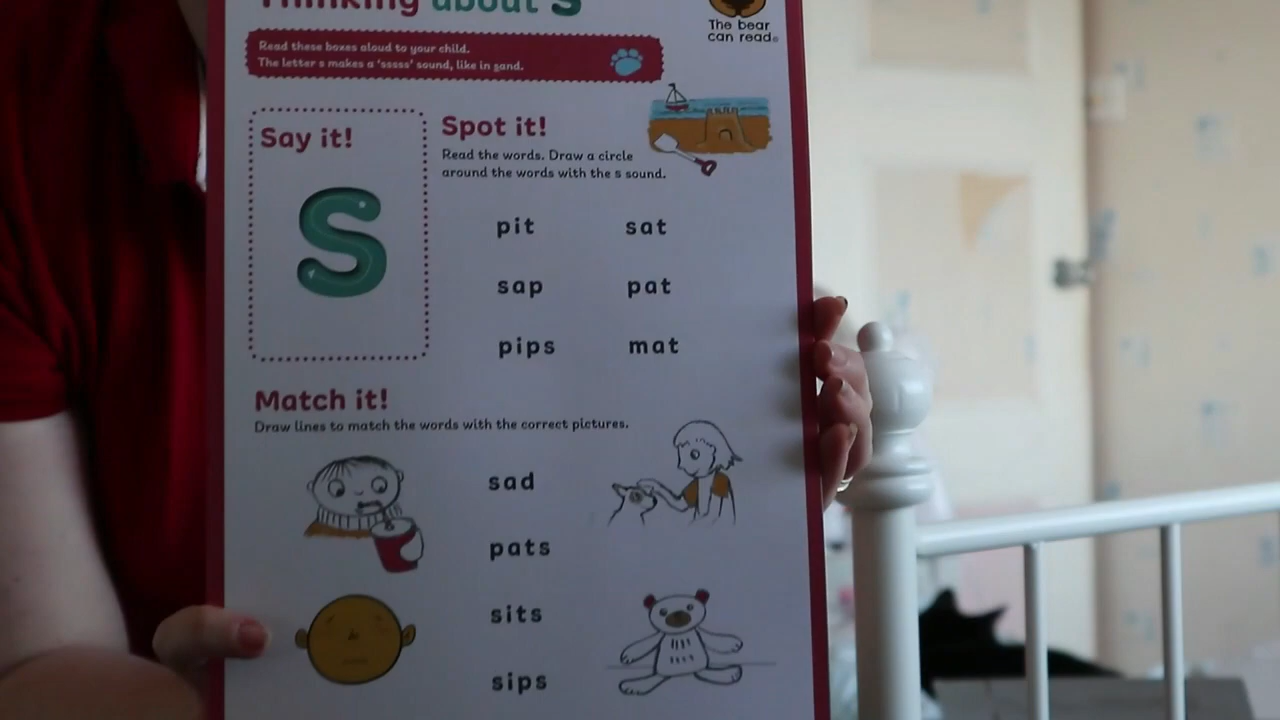 Thinking about S
The bear
can read®
Read these boxes aloud to your child.
The letter s makes a 'sssss' sound, like in sand.
Say it!
S
Spot it!
Read the words. Draw a circle
around the words with the s sound.
pit sat
sap pat
pips mat
Match it!
Draw lines to match the words with the correct pictures.
sad
pats
sits
sips